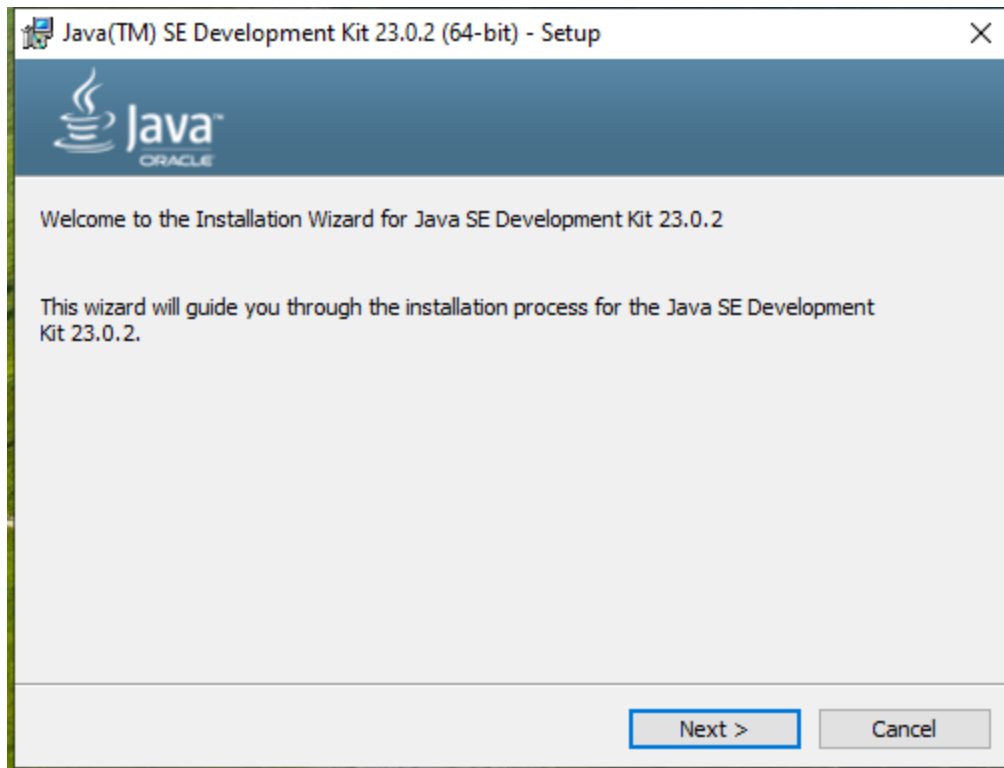 Java(TM) SE Development Kit 23.0.2 (64-bit) - Setup
Java™
ORACLE
Welcome to the Installation Wizard for Java SE Development Kit 23.0.2
This wizard will guide you through the installation process for the Java SE Development
Kit 23.0.2.
Next >
Cancel